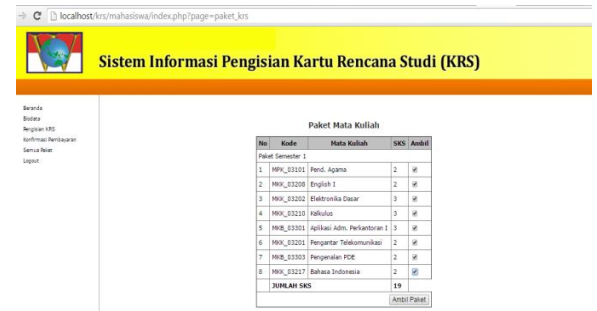 localhost/krs/mahasiswa/index.php?page=paket_krs
Sistem Informasi Pengisian Kartu Rencana Studi (KRS)
Beranda
Biodata
Pengisian KRS
Konfirmasi Pembayaran
Semua Paket
Logout
Paket Mata Kuliah
No Kode Mata Kuliah SKS Ambil
Paket Semester 1
1 MPK_03101 Pend. Agama 2
2 MKK_03208 English I 2
3 MKK_03202 Elektronika Dasar 3
4 MKK_03210 Kalkulus 3
5 MKB_03301 Aplikasi Adm. Perkantoran I 3
6 MKK_03201 Pengantar Telekomunikasi 2
7 MKB_03303 Pengenalan PDE 2
8 MKK_03217 Bahasa Indonesia 2
JUMLAH SKS 19
Ambil Paket